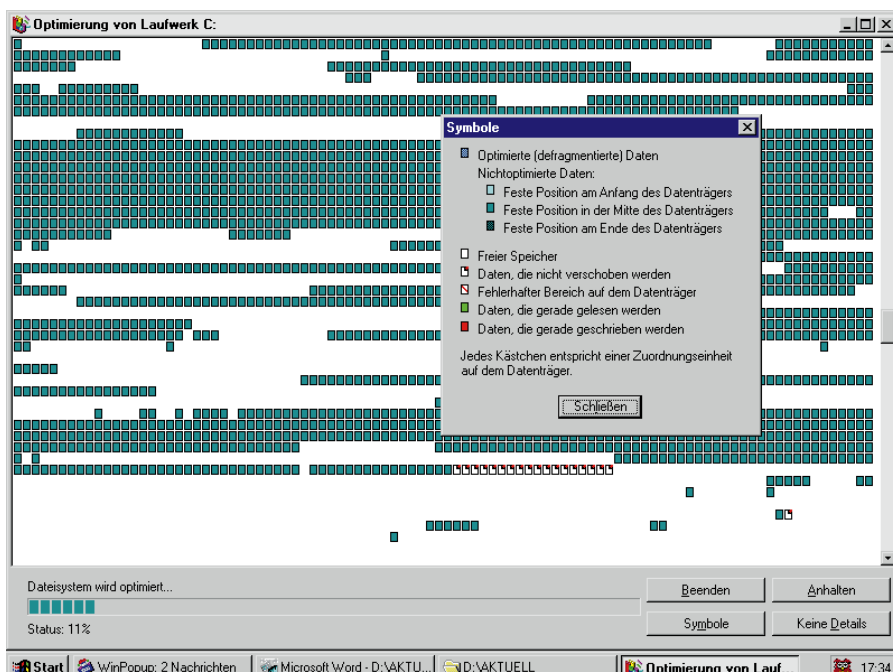 Optimierung von Laufwerk C:
Symbole
Optimierte (defragmentierte) Daten
Nichtoptimierte Daten:
Feste Position am Anfang des Datenträgers
Feste Position in der Mitte des Datenträgers
Feste Position am Ende des Datenträgers
Freier Speicher
Daten, die nicht verschoben werden
Fehlerhafter Bereich auf dem Datenträger
Daten, die gerade gelesen werden
Daten, die gerade geschrieben werden
Jedes Kästchen entspricht einer Zuordnungseinheit
auf dem Datenträger.
Schließen
Dateisystem wird optimiert...
Beenden Anhalten
Status: 11%
Symbole Keine Details
Start WinPopup: 2 Nachrichten Microsoft Word - D:\AKTU... D:\AKTUELL Optimierung von Lauf... 17:34